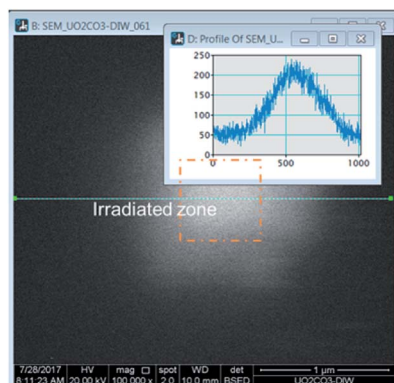 B: SEM_UO2CO3-DIW_061
D: Profile Of SEM_U...
250
200
150
100
50
0
0 500 1000
Irradiated zone
7/28/2017 HV mag □ spot WD det 1 µm
8:11:23 AM 20.00 kV 100 000 x 2.0 10.0 mm BSED UO2CO3-DIW